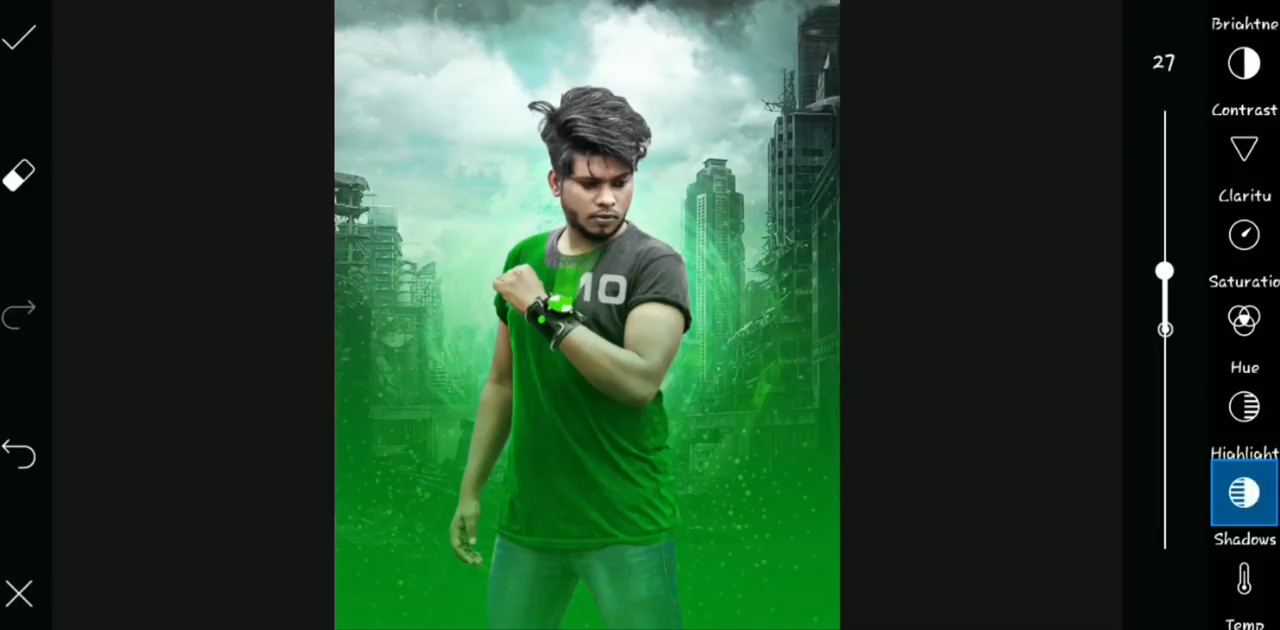 27
Brightne
Contrast
Claritu
Saturatio
Hue
Highlight
Shadows
Temp
10